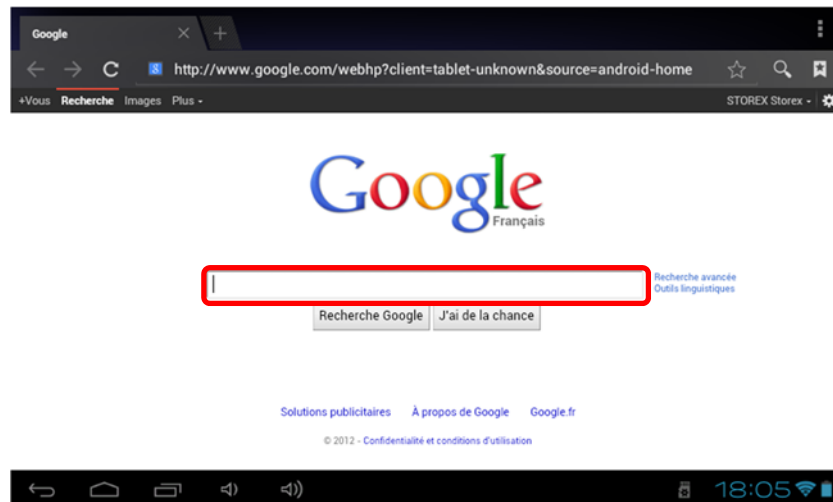 Google
http://www.google.com/webhp?client=tablet-unknown&source=android-home
+Vous Recherche Images Plus STOREX Storex
Google
Français
Recherche avancée
Outils linguistiques
Recherche Google J'ai de la chance
Solutions publicitaires À propos de Google Google.fr
© 2012 - Confidentialité et conditions d'utilisation
18:05